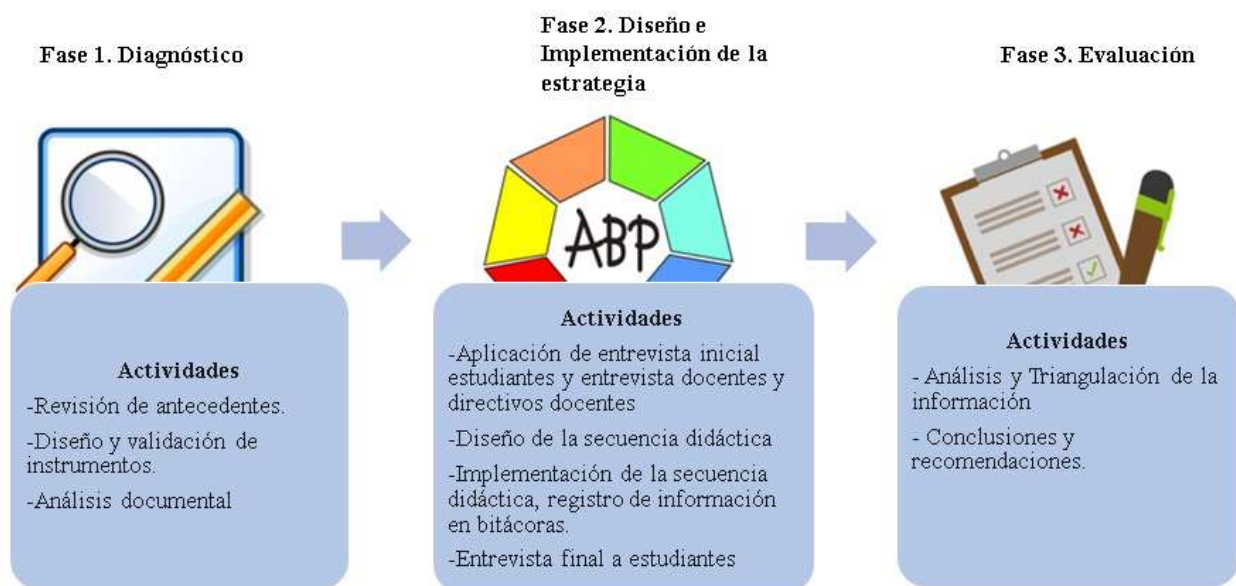 Fase 1. Diagnóstico
Fase 2. Diseño e
Implementación de la
estrategia
Fase 3. Evaluación
ABP
Actividades
-Revisión de antecedentes.
-Diseño y validación de
instrumentos.
-Análisis documental
Actividades
-Aplicación de entrevista inicial
estudiantes y entrevista docentes y
directivos docentes
-Diseño de la secuencia didáctica
-Implementación de la secuencia
didáctica, registro de información
en bitácoras.
-Entrevista final a estudiantes
Actividades
- Análisis y Triangulación de la
información
- Conclusiones y
recomendaciones.